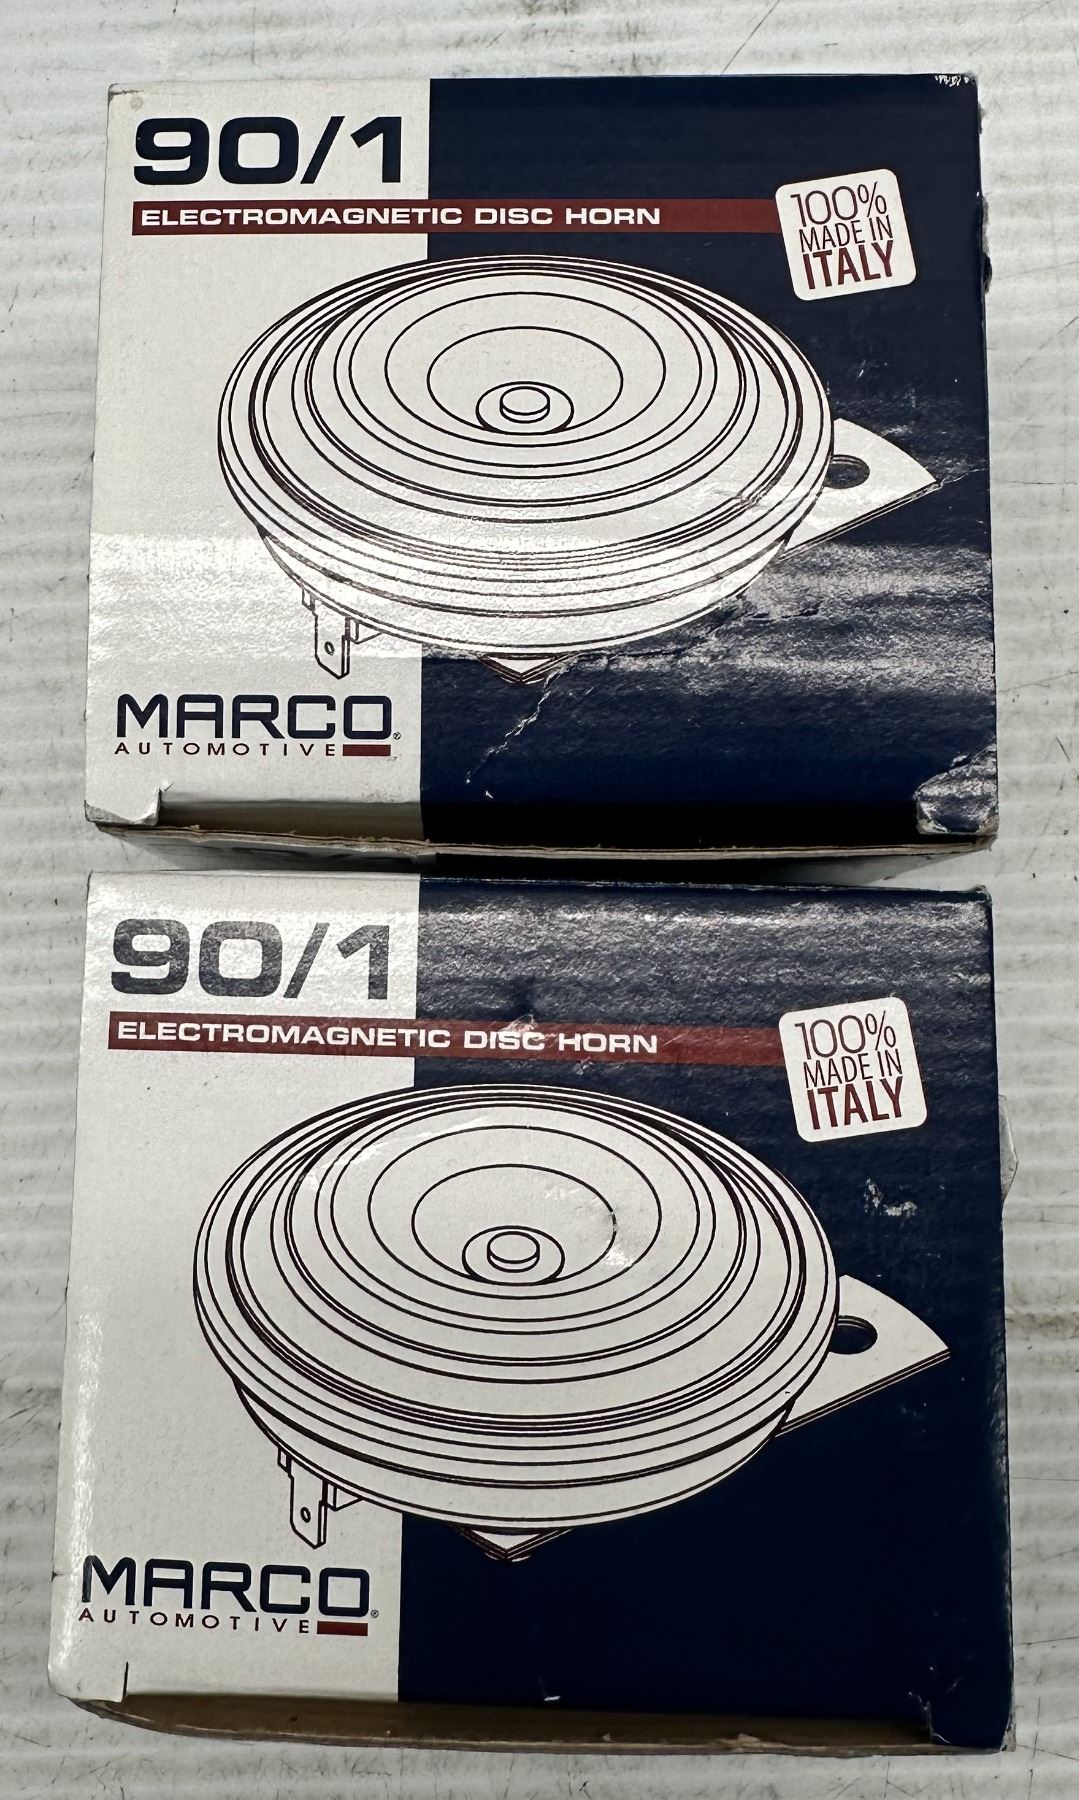 90/1
ELECTROMAGNETIC DISC HORN
100%
MADE IN
ITALY
MARCO®
AUTOMOTIVE
90/1
ELECTROMAGNETIC DISC HORN
100%
MADE IN
ITALY
MARCO®
AUTOMOTIVE